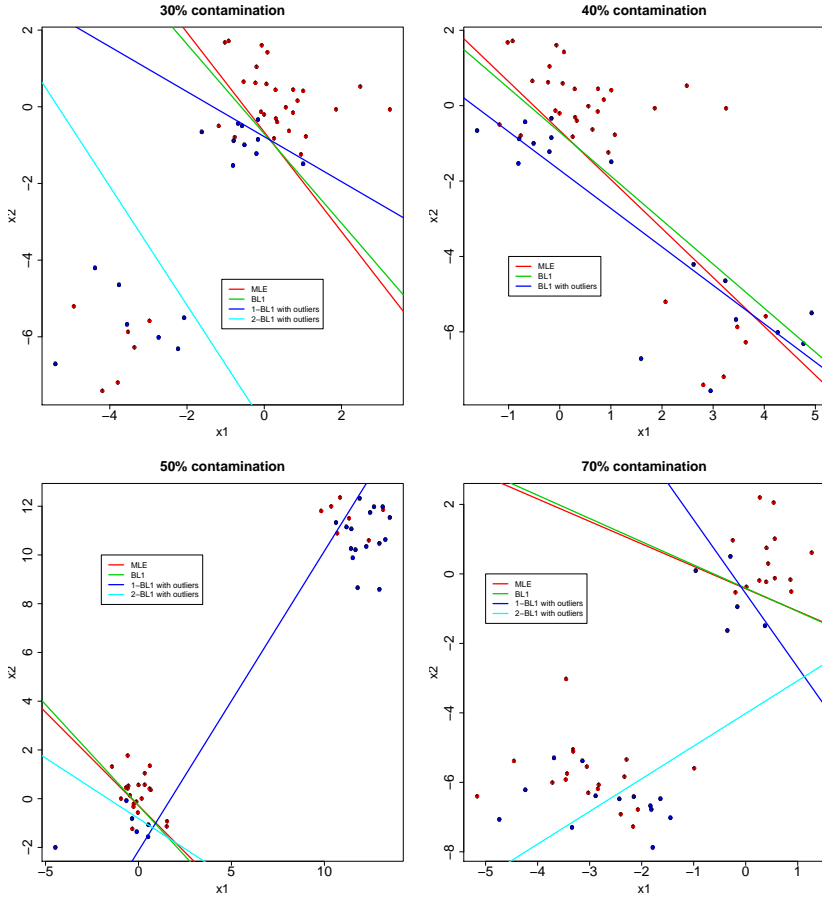 30% contamination
2
0
−2
−4
−6
x2
MLE
BL1
1−BL1 with outliers
2−BL1 with outliers
−4
−2
0
2
x1
40% contamination
2
0
−2
−4
−6
x2
MLE
BL1
BL1 with outliers
−1
0
1
2
3
4
5
x1
50% contamination
12
10
8
6
4
2
0
−2
x2
MLE
BL1
1−BL1 with outliers
2−BL1 with outliers
−5
0
5
10
x1
70% contamination
2
0
−2
−4
−6
−8
x2
MLE
BL1
1−BL1 with outliers
2−BL1 with outliers
−5
−4
−3
−2
−1
0
1
x1